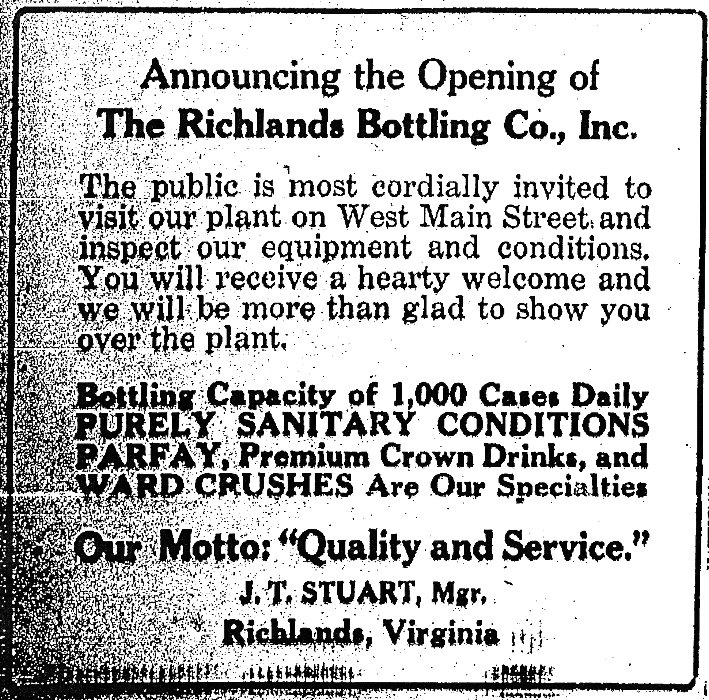 Announcing the Opening of
The Richlands Bottling Co., Inc.
The public is most cordially invited to
visit our plant on West Main Street and
inspect our equipment and conditions.
You will receive a hearty welcome and
we will be more than glad to show you
over the plant.
Bottling Capacity of 1,000 Cases Daily
PURELY SANITARY CONDITIONS
PARFAY, Premium Crown Drinks, and
WARD CRUSHES Are Our Specialties
Our Motto: “Quality and Service.”
J. T. STUART, Mgr.
Richlands, Virginia